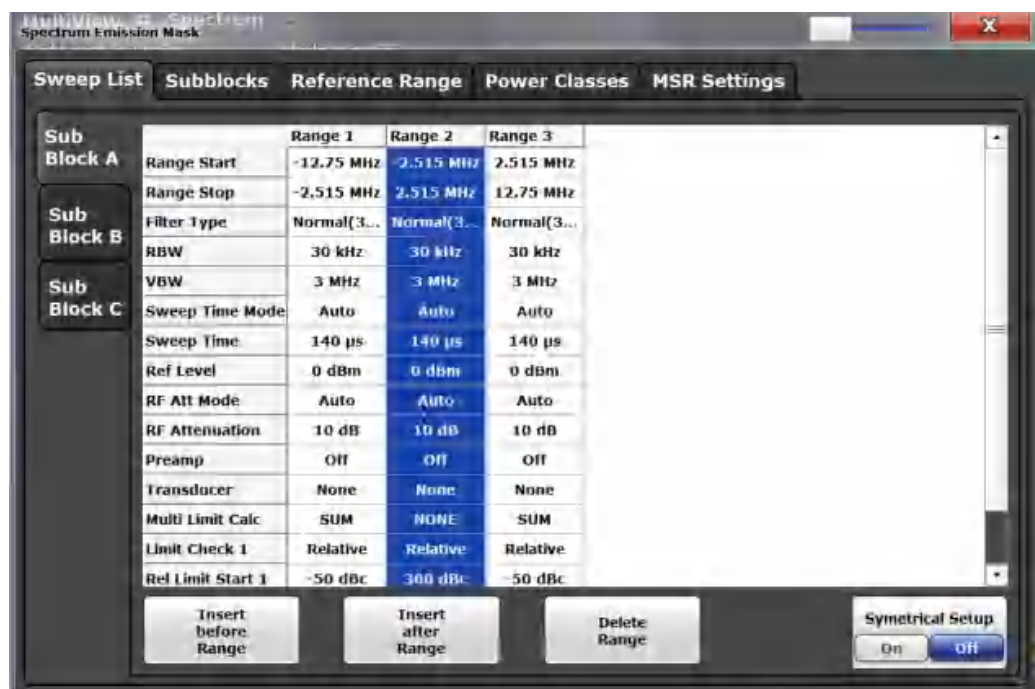 MultiView Spectrum
Spectrum Emission Mask
X
Sweep List Subblocks Reference Range Power Classes MSR Settings
Sub
Block A
Sub
Block B
Sub
Block C
Range 1 Range 2 Range 3
Range Start -12.75 MHz -2.515 MHz 2.515 MHz
Range Stop -2.515 MHz 2.515 MHz 12.75 MHz
Filter Type Normal(3... Normal(3... Normal(3...
RBW 30 kHz 30 kHz 30 kHz
VBW 3 MHz 3 MHz 3 MHz
Sweep Time Mode Auto Auto Auto
Sweep Time 140 µs 140 µs 140 µs
Ref Level 0 dBm 0 dBm 0 dBm
RF Att Mode Auto Auto Auto
RF Attenuation 10 dB 10 dB 10 dB
Preamp Off Off Off
Transducer None None None
Multi Limit Calc SUM NONE SUM
Limit Check 1 Relative Relative Relative
Rel Limit Start 1 -50 dBc 300 dBc -50 dBc
Insert
before
Range
Insert
after
Range
Delete
Range
Symetrical Setup
On Off